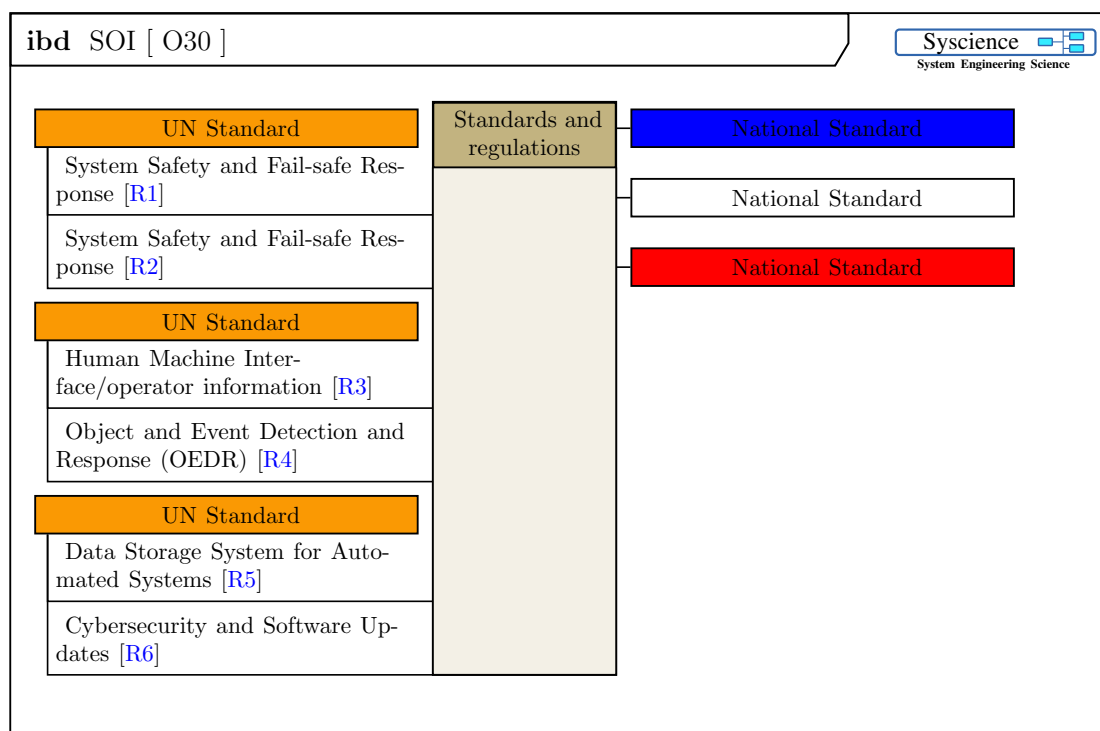 ibd SOI [ O30 ]
Syscience
System Engineering Science
UN Standard
System Safety and Fail-safe Res-
ponse [R1]
System Safety and Fail-safe Res-
ponse [R2]
UN Standard
Human Machine Inter-
face/operator information [R3]
Object and Event Detection and
Response (OEDR) [R4]
UN Standard
Data Storage System for Auto-
mated Systems [R5]
Cybersecurity and Software Up-
dates [R6]
Standards and
regulations
National Standard
National Standard
National Standard